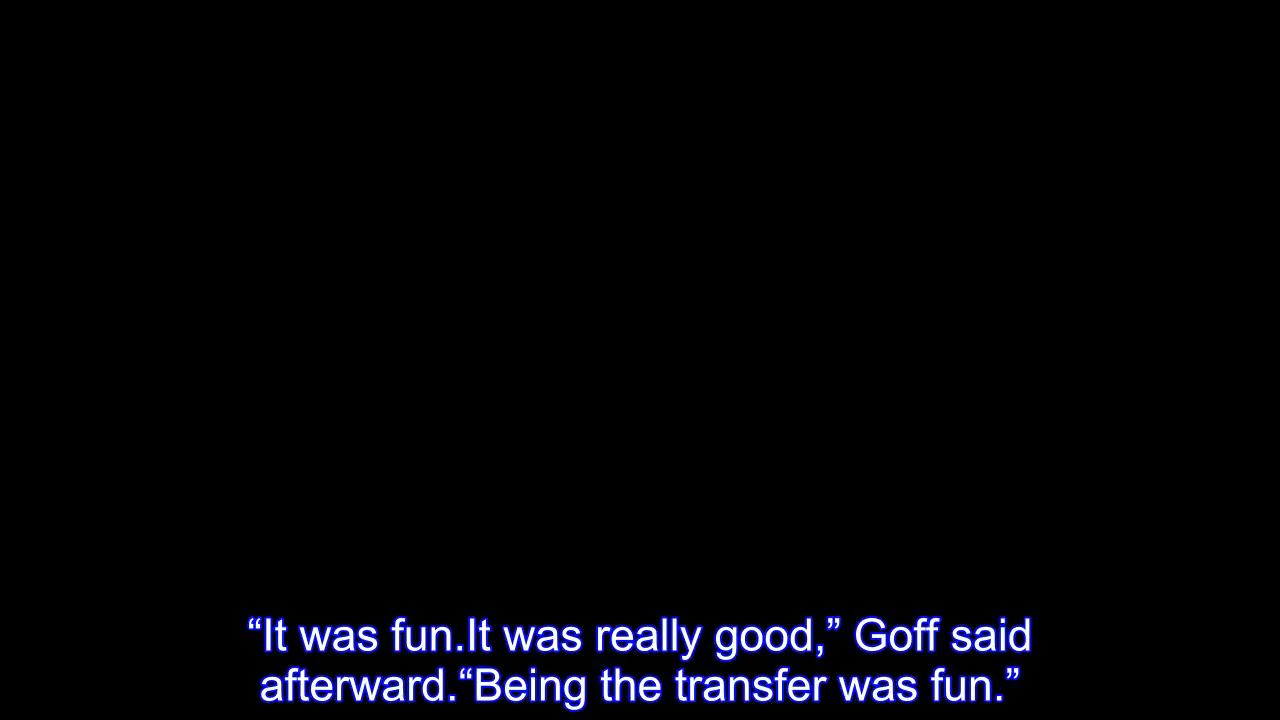 “It was fun.It was really good,” Goff said
afterward.“Being the transfer was fun.”